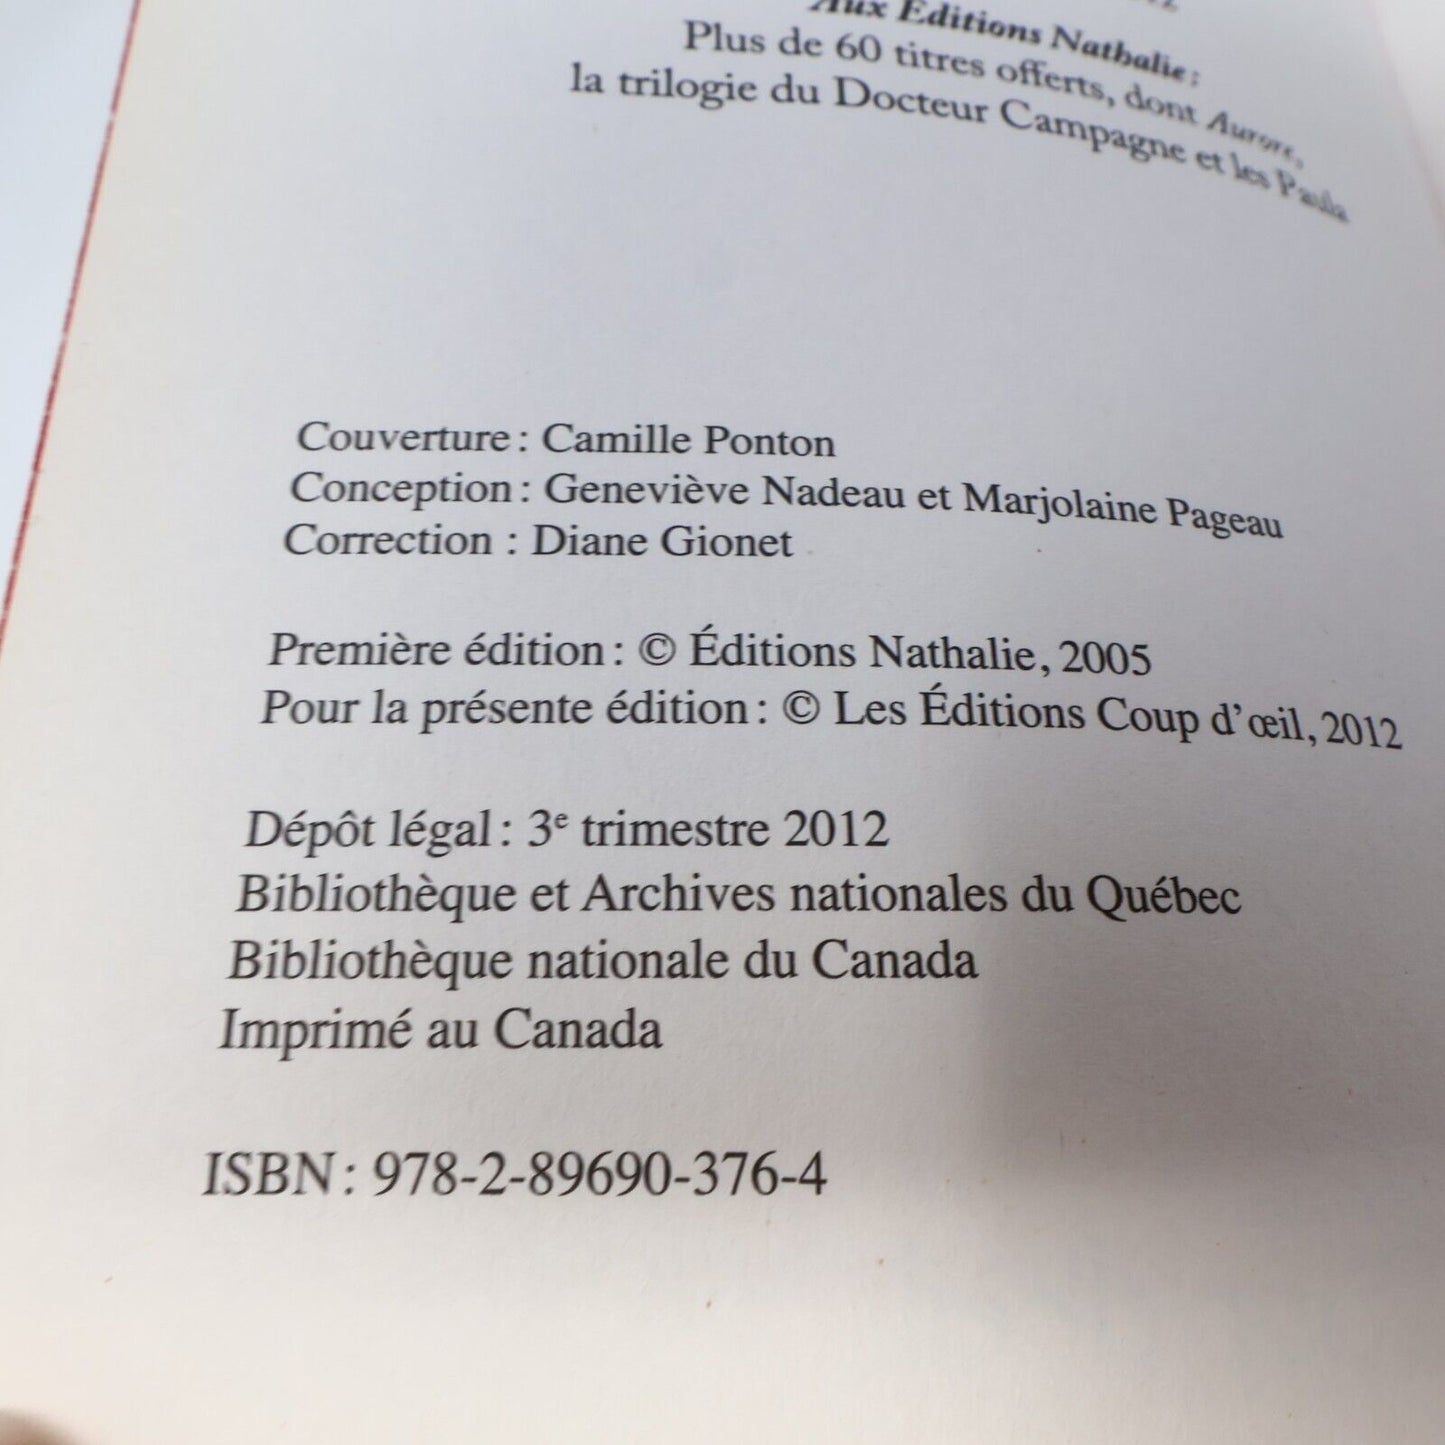 Aux Éditions Nathalie :
Plus de 60 titres offerts, dont Aurore,
la trilogie du Docteur Campagne et les Paula
Couverture : Camille Ponton
Conception : Geneviève Nadeau et Marjolaine Pageau
Correction : Diane Gionet
Première édition : © Éditions Nathalie, 2005
Pour la présente édition : © Les Éditions Coup d’œil, 2012
Dépôt légal : 3e trimestre 2012
Bibliothèque et Archives nationales du Québec
Bibliothèque nationale du Canada
Imprimé au Canada
ISBN : 978-2-89690-376-4